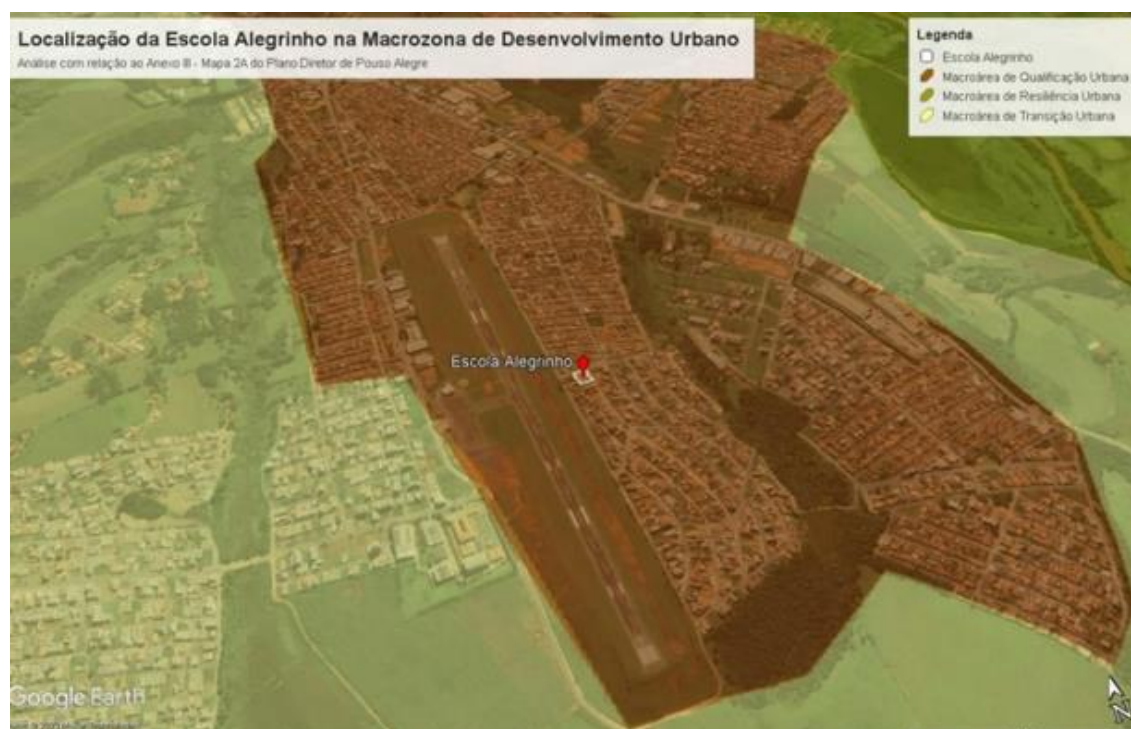 Localização da Escola Alegrinho na Macrozona de Desenvolvimento Urbano
Análise com relação ao Anexo III - Mapa 2A do Plano Diretor de Pouso Alegre
Legenda
Escola Alegrinho
Macroárea de Qualificação Urbana
Macroárea de Resiliência Urbana
Macroárea de Transição Urbana
Escola Alegrinho
Google Earth
N